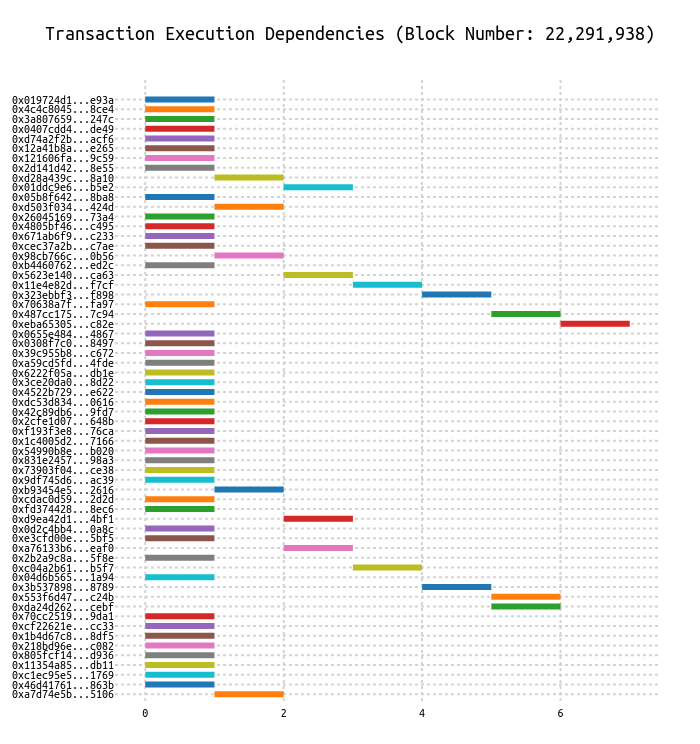 Transaction Execution Dependencies (Block Number: 22,291,938)
0x019724d1...e93a
0x4c4c8045...8ce4
0x3a807659...247c
0x0407cdd4...de49
0xd74a2f2b...acf6
0x12a41b8a...e265
0x121606fa...9c59
0x2d141d42...8e55
0xd28a439c...8a10
0x01ddc9e6...b5e2
0x05b8f642...8ba8
0xd503f034...424d
0x26045169...73a4
0x4805bf46...c495
0x671ab6f9...c233
0xcec37a2b...c7ae
0x98cb766c...0b56
0xb4460762...ed2c
0x5623e140...ca63
0x11e4e82d...f7cf
0x323ebbf3...f898
0x70638a7f...fa97
0x487cc175...7c94
0xeba65305...c82e
0x0655e484...4867
0x0308f7c0...8497
0x39c955b8...c672
0xa59cd5fd...4fde
0x6222f05a...db1e
0x3ce20da0...8d22
0x4522b729...e622
0xdc53d834...0616
0x42c89db6...9fd7
0x2cfe1d07...648b
0xf193f3e8...76ca
0x1c4005d2...7166
0x54990b8e...b020
0x831e2457...98a3
0x73903f04...ce38
0x9df745d6...ac39
0xb93454e5...2616
0xcdac0d59...2d2d
0xfd374428...8ec6
0xd9ea42d1...4bf1
0x0d2c4bb4...0a8c
0xe3cfd00e...5bf5
0xa76133b6...eaf0
0x2b2a9c8a...5f8e
0xc04a2b61...b5f7
0x04d6b565...1a94
0x3b537898...8789
0x553f6d47...c24b
0xda24d262...cebf
0x70cc2519...9da1
0xcf22621e...cc33
0x1b4d67c8...8df5
0x218bd96e...c082
0x805fcf14...d936
0x11354a85...db11
0xc1ec95e5...1769
0x46d41761...863b
0xa7d74e5b...5106
0 2 4 6